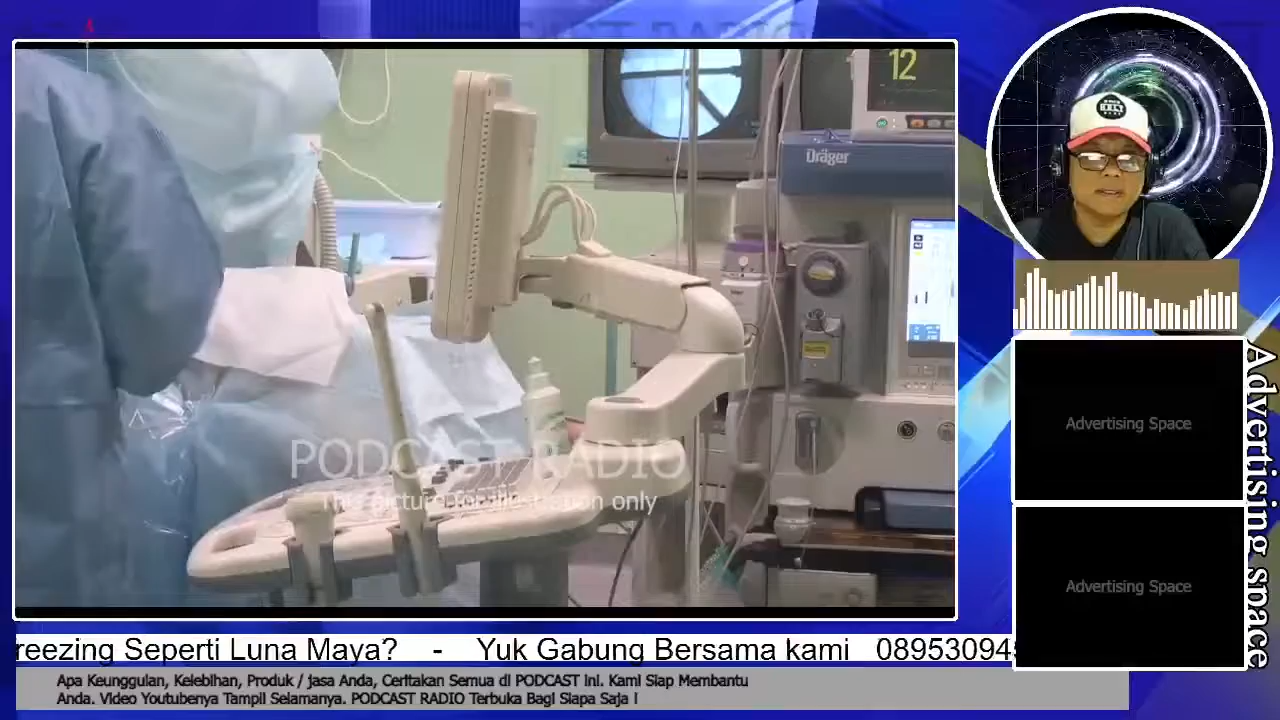 12
Dräger
PODCAST RADIO
This picture for illustration only.
Advertising Space
Advertising Space
Advertising space
reezing Seperti Luna Maya? - Yuk Gabung Bersama kami 089530945
Apa Keunggulan, Kelebihan, Produk / jasa Anda, Ceritakan Semua di PODCAST ini. Kami Siap Membantu
Anda. Video Youtubenya Tampil Selamanya. PODCAST RADIO Terbuka Bagi Siapa Saja !